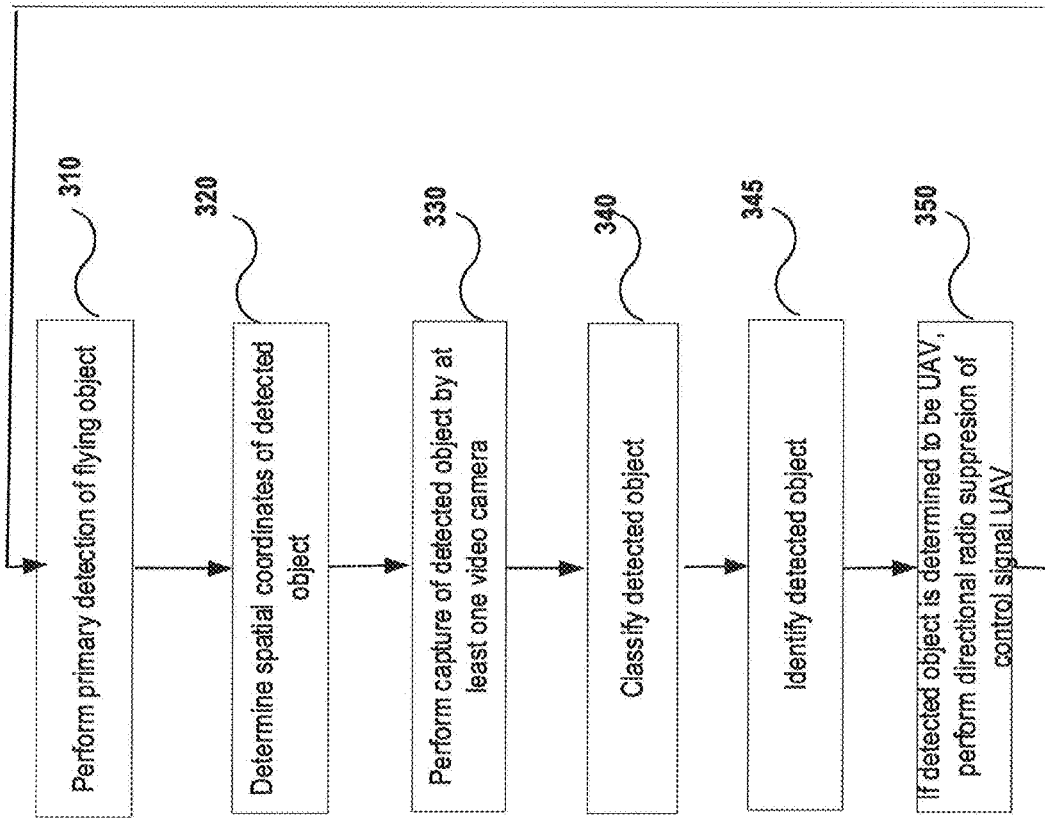 Perform primary detection of flying object
310
Determine spatial coordinates of detected
object
320
Perform capture of detected object by at
least one video camera
330
Classify detected object
340
Identify detected object
345
If detected object is determined to be UAV,
perform directional radio suppresion of
control signal UAV
350